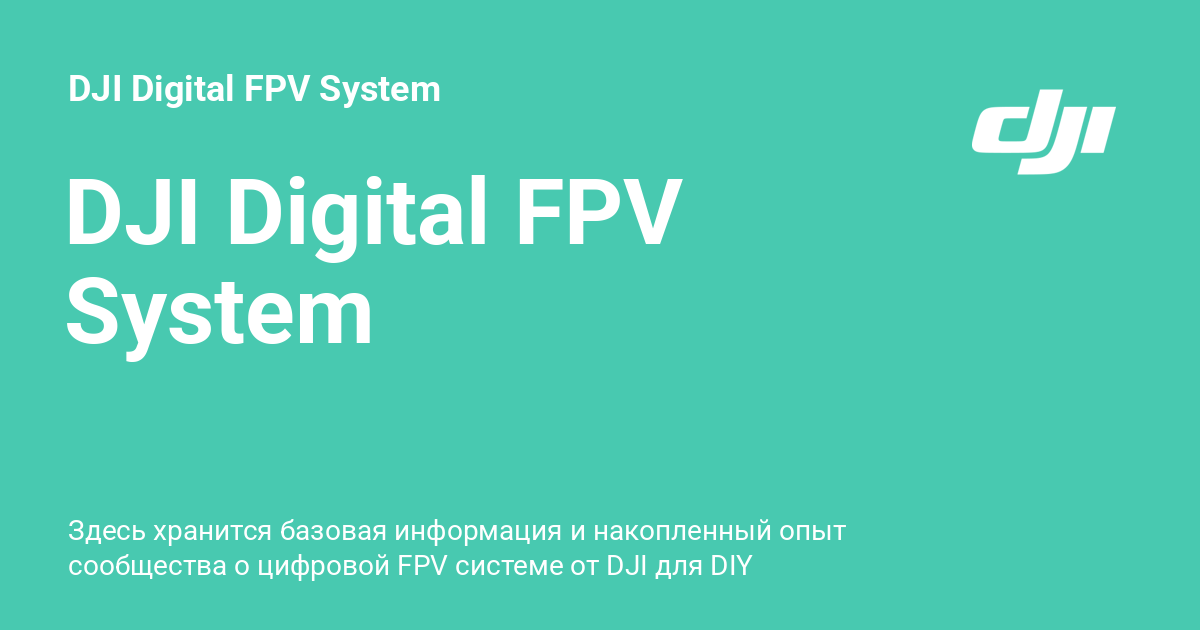 DJI Digital FPV System
dji
DJI Digital FPV
System
Здесь хранится базовая информация и накопленный опыт
сообщества о цифровой FPV системе от DJI для DIY